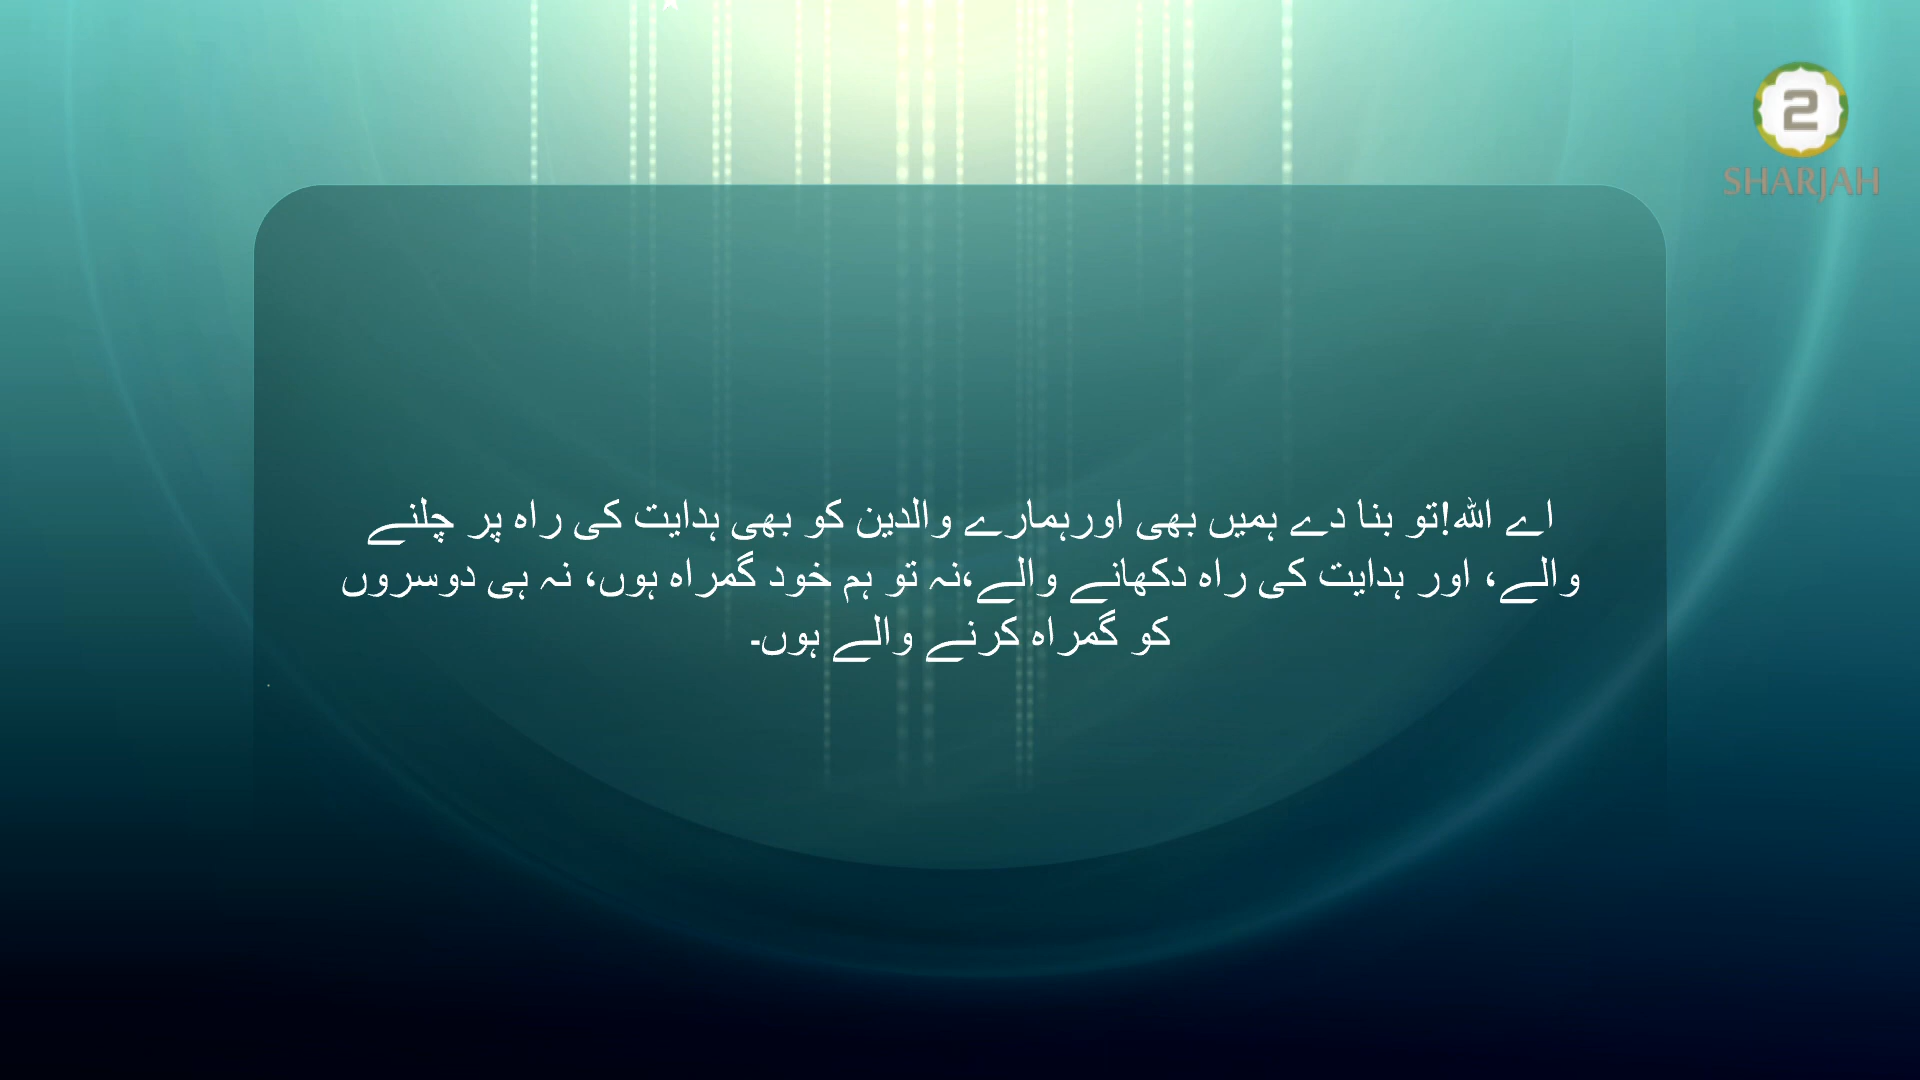 2
SHARJAH
اے اللہ!تو بنا دے ہمیں بھی اورہمارے والدین کو بھی ہدایت کی راہ پر چلنے
والے، اور ہدایت کی راہ دکھانے والے،نہ تو ہم خود گمراہ ہوں، نہ ہی دوسروں
کو گمراہ کرنے والے ہوں۔